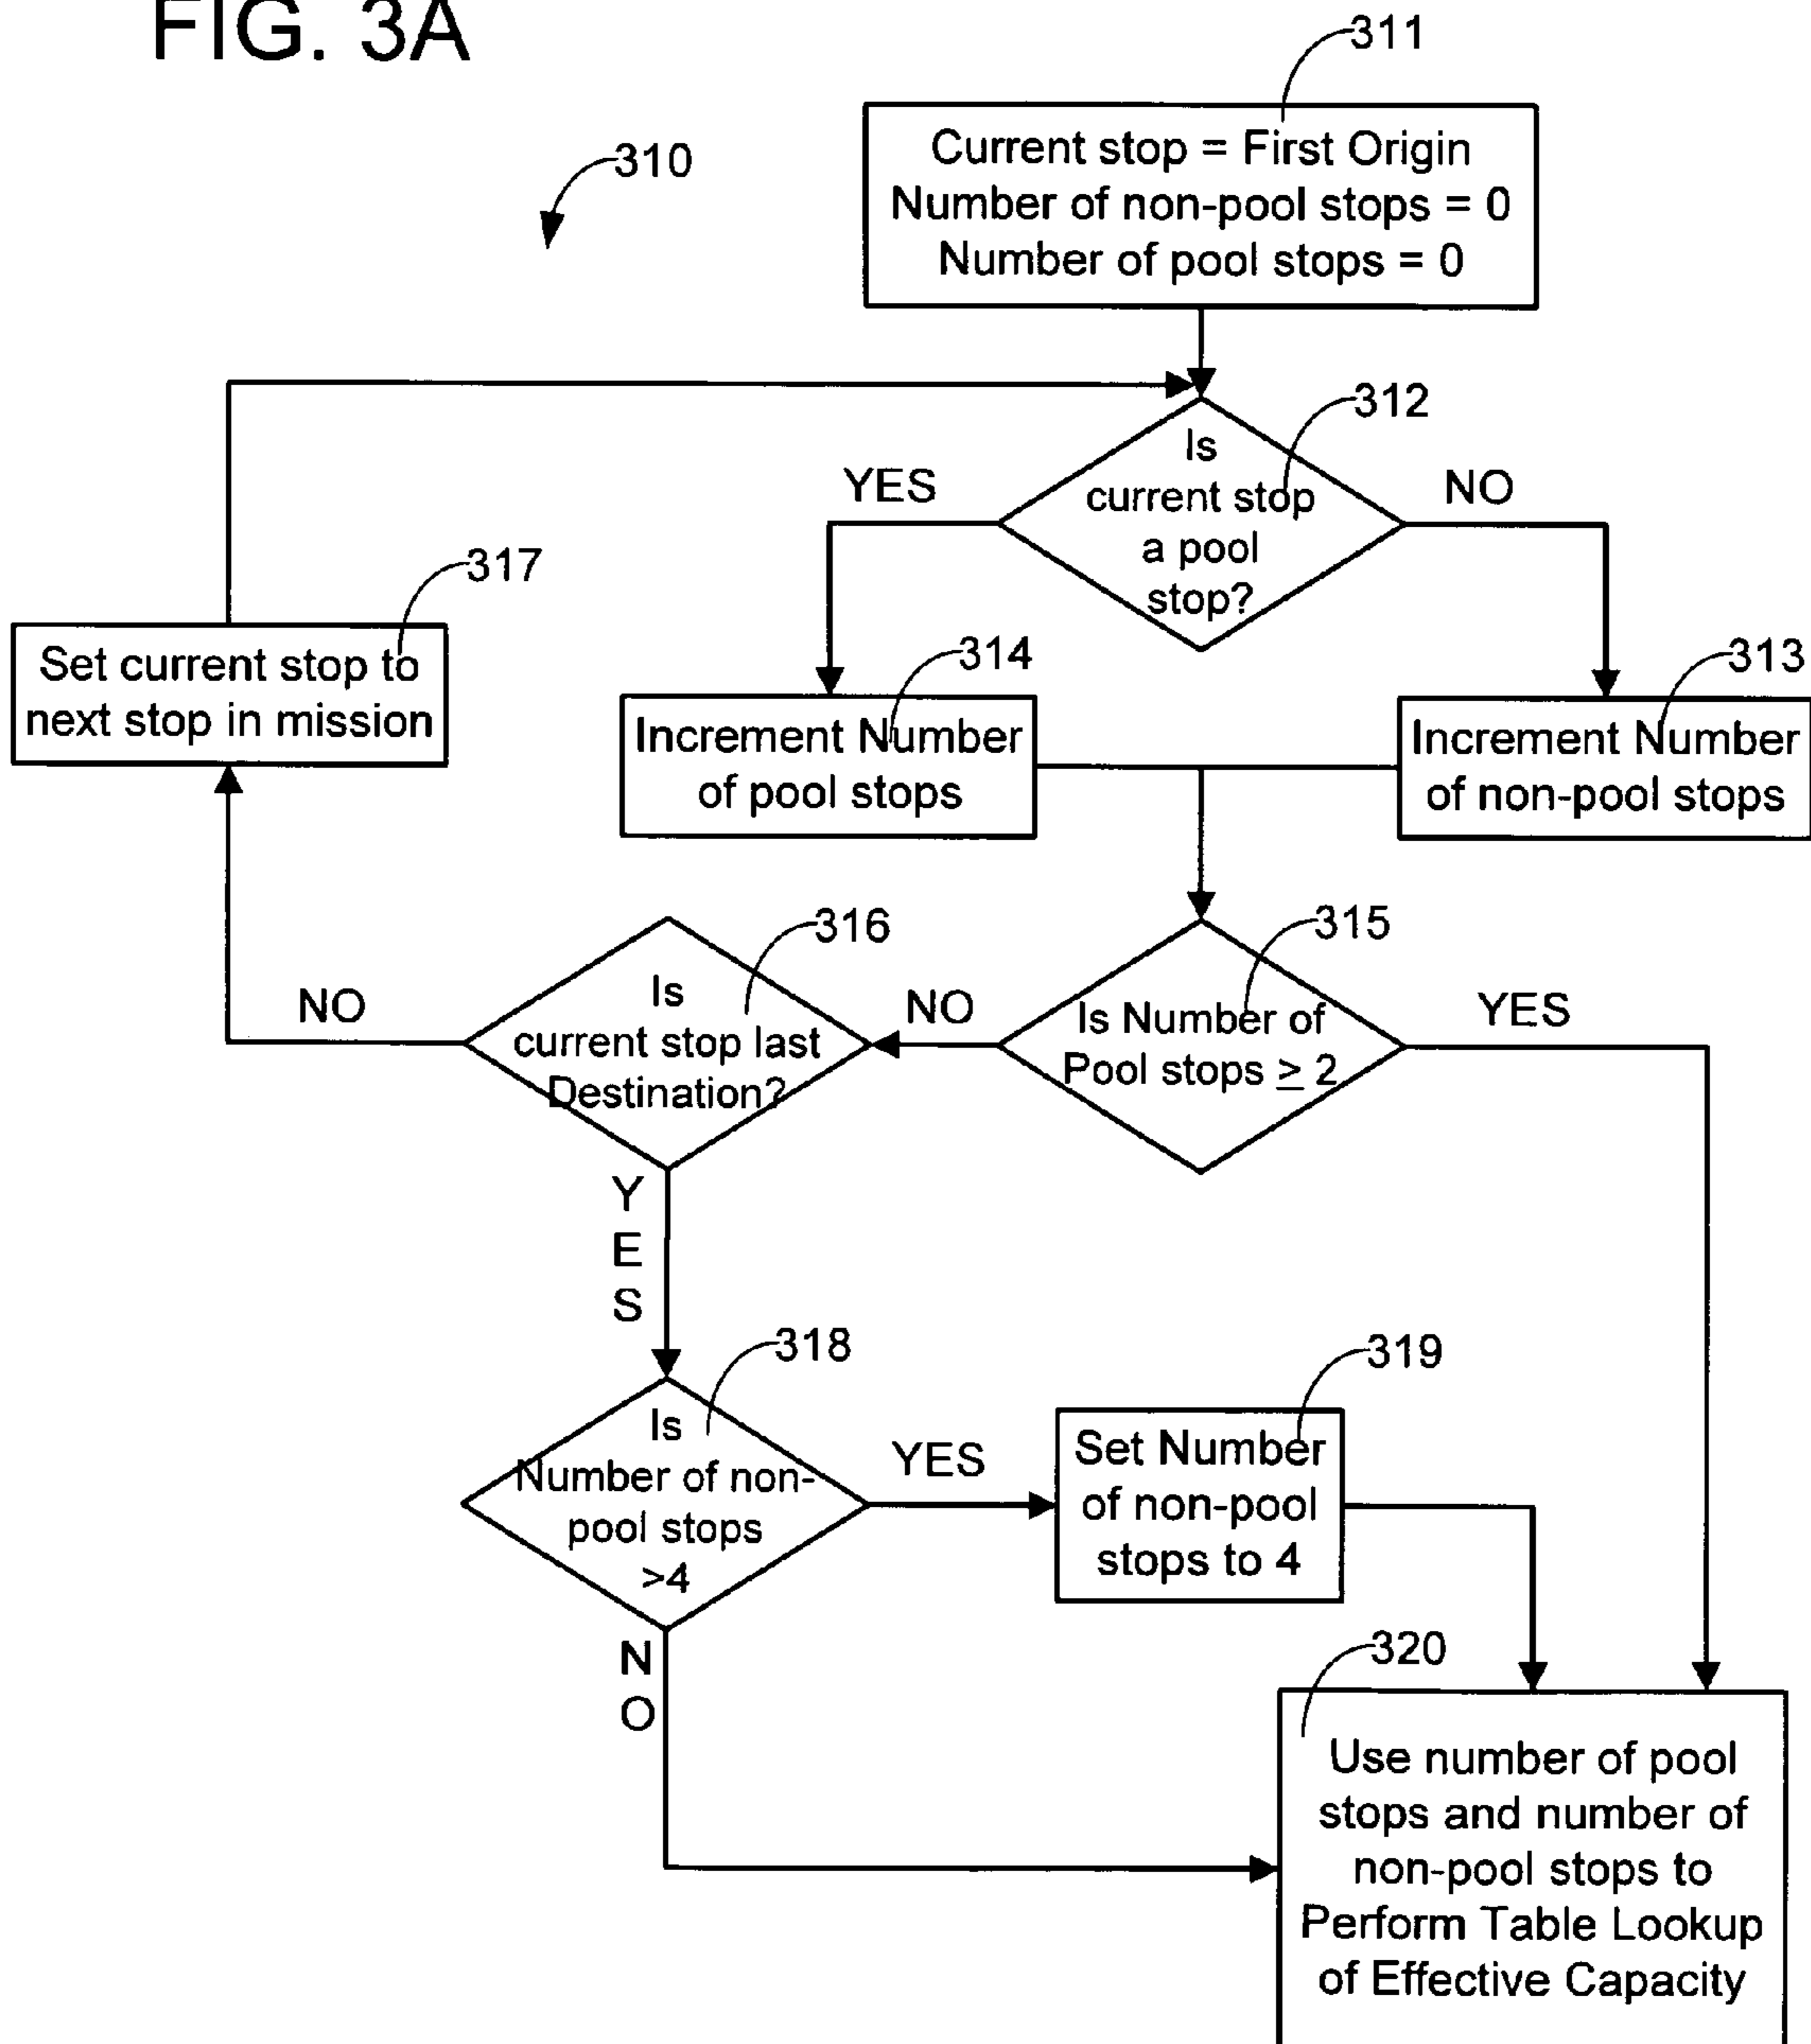 FIG. 3A
311
310
Current stop = First Origin
Number of non-pool stops = 0
Number of pool stops = 0
312
Is
current stop
a pool
stop?
YES
NO
317
Set current stop to
next stop in mission
314
Increment Number
of pool stops
313
Increment Number
of non-pool stops
316
Is
current stop last
Destination?
NO
315
Is Number of
Pool stops ≥ 2
NO
YES
Y
E
S
318
Is
Number of non-
pool stops
>4
YES
319
Set Number
of non-pool
stops to 4
N
O
320
Use number of pool
stops and number of
non-pool stops to
Perform Table Lookup
of Effective Capacity